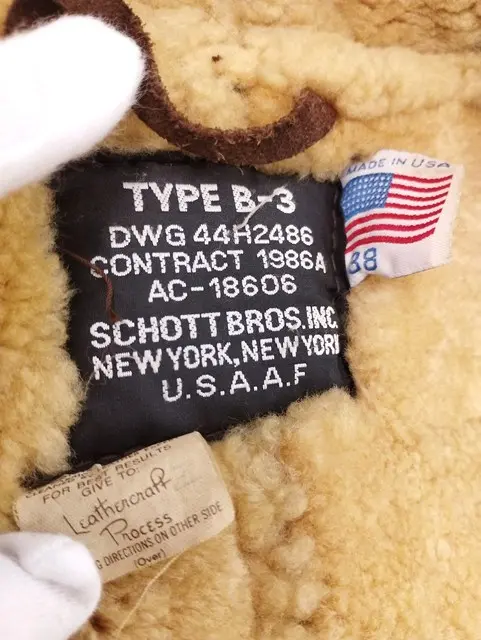 MADE IN USA
TYPE B-3
DWG 44H2486
CONTRACT 1986A
AC-18606
SCHOTT BROS. INC.
NEW YORK, NEW YORK
U.S.A.A.F
38
FOR BEST RESULTS
GIVE TO:
Leathercraft
Process
DIRECTIONS ON OTHER SIDE
(Over)